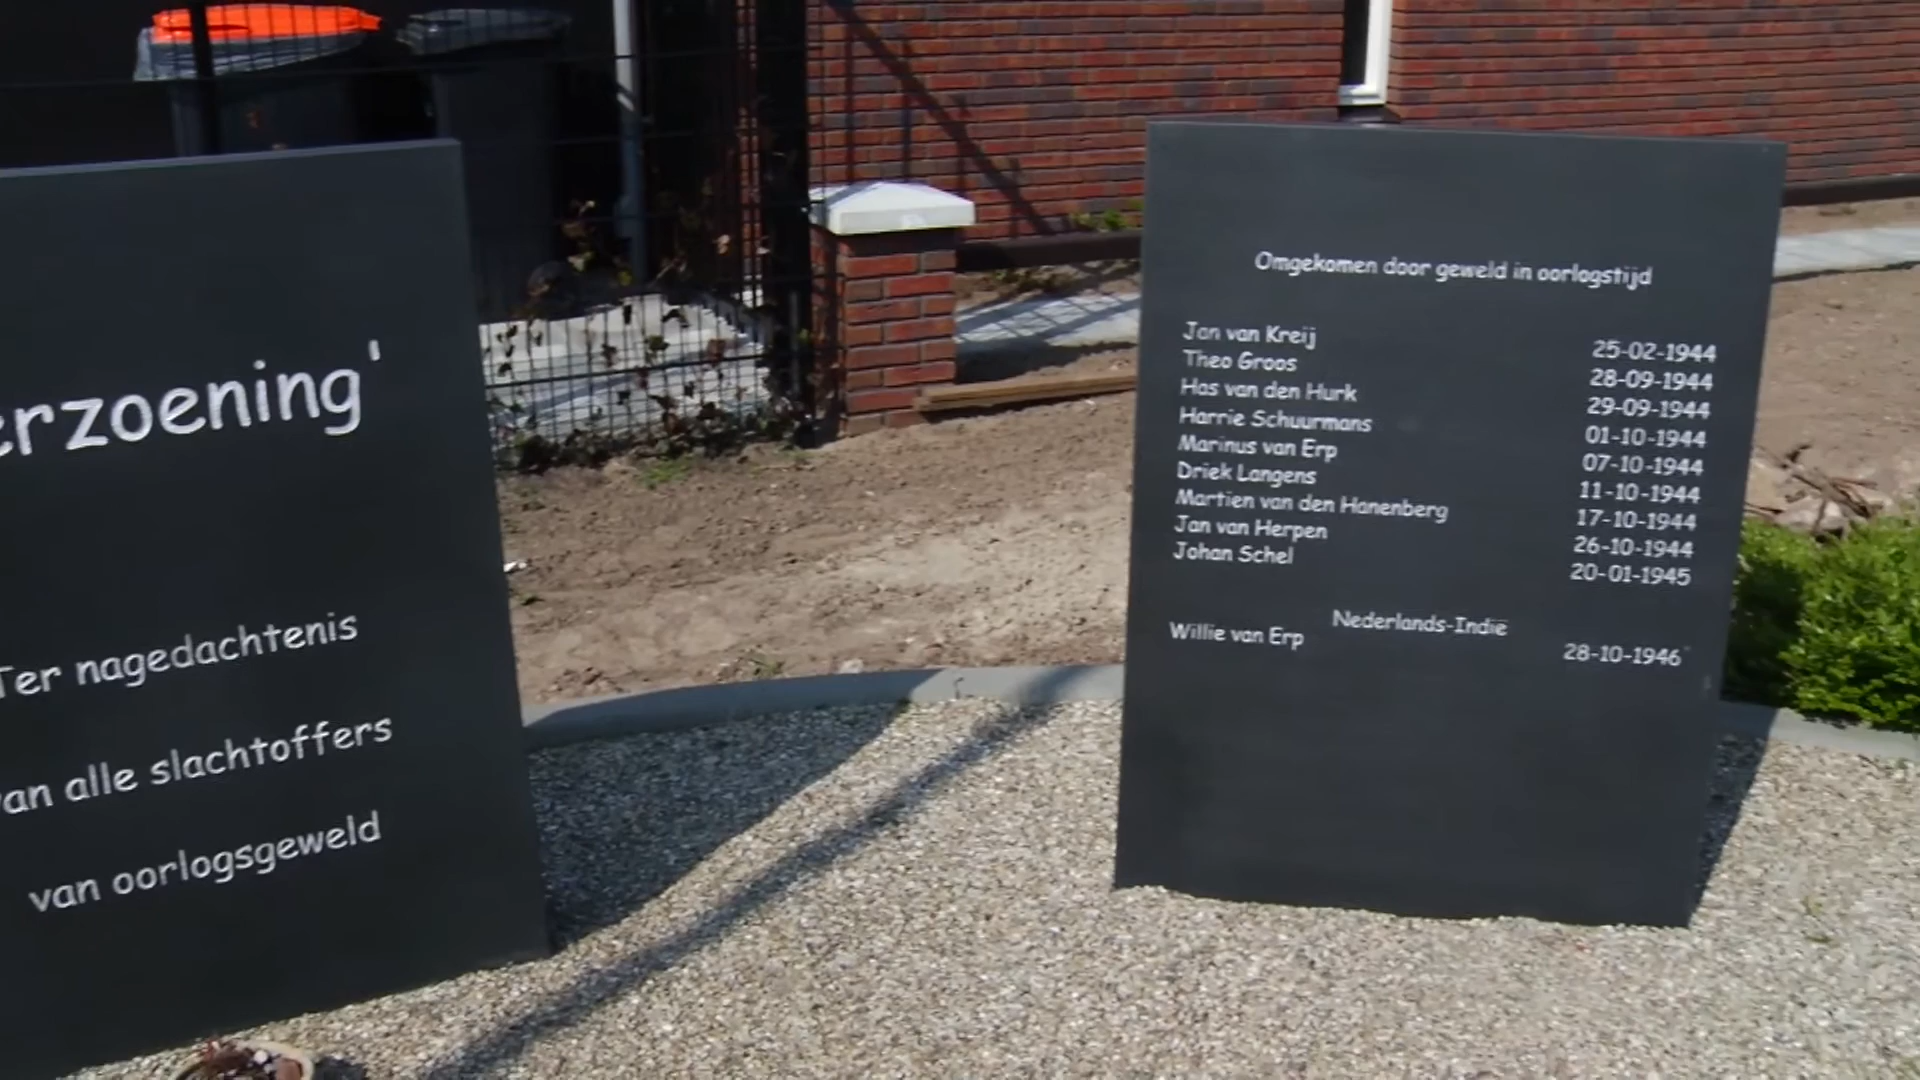 erzoening'
Ter nagedachtenis
van alle slachtoffers
van oorlogsgeweld
Omgekomen door geweld in oorlogstijd
Jan van Kreij 25-02-1944
Theo Groos 28-09-1944
Has van den Hurk 29-09-1944
Harrie Schuurmans 01-10-1944
Marinus van Erp 07-10-1944
Driek Langens 11-10-1944
Martien van den Hanenberg 17-10-1944
Jan van Herpen 26-10-1944
Johan Schel 20-01-1945
Nederlands-Indië
Willie van Erp 28-10-1946